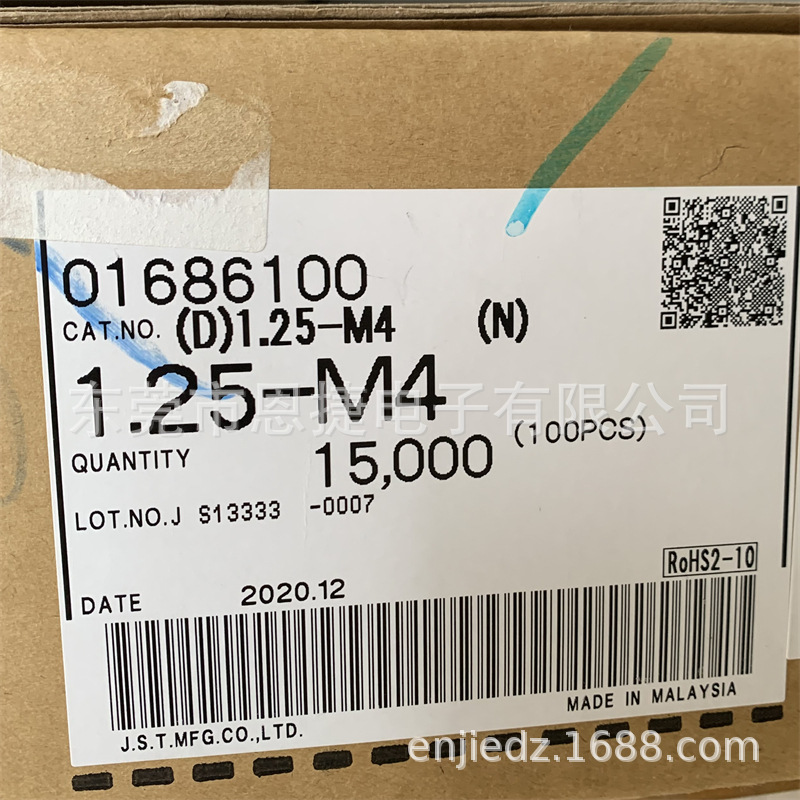 01686100
CAT.NO. (D)1.25-M4 (N)
1.25-M4
东莞市恩捷电子有限公司
QUANTITY 15,000 (100PCS)
LOT.NO.J S13333 -0007
RoHS2-10
DATE 2020.12
MADE IN MALAYSIA
J.S.T.MFG.CO.,LTD.
enjiedz.1688.com